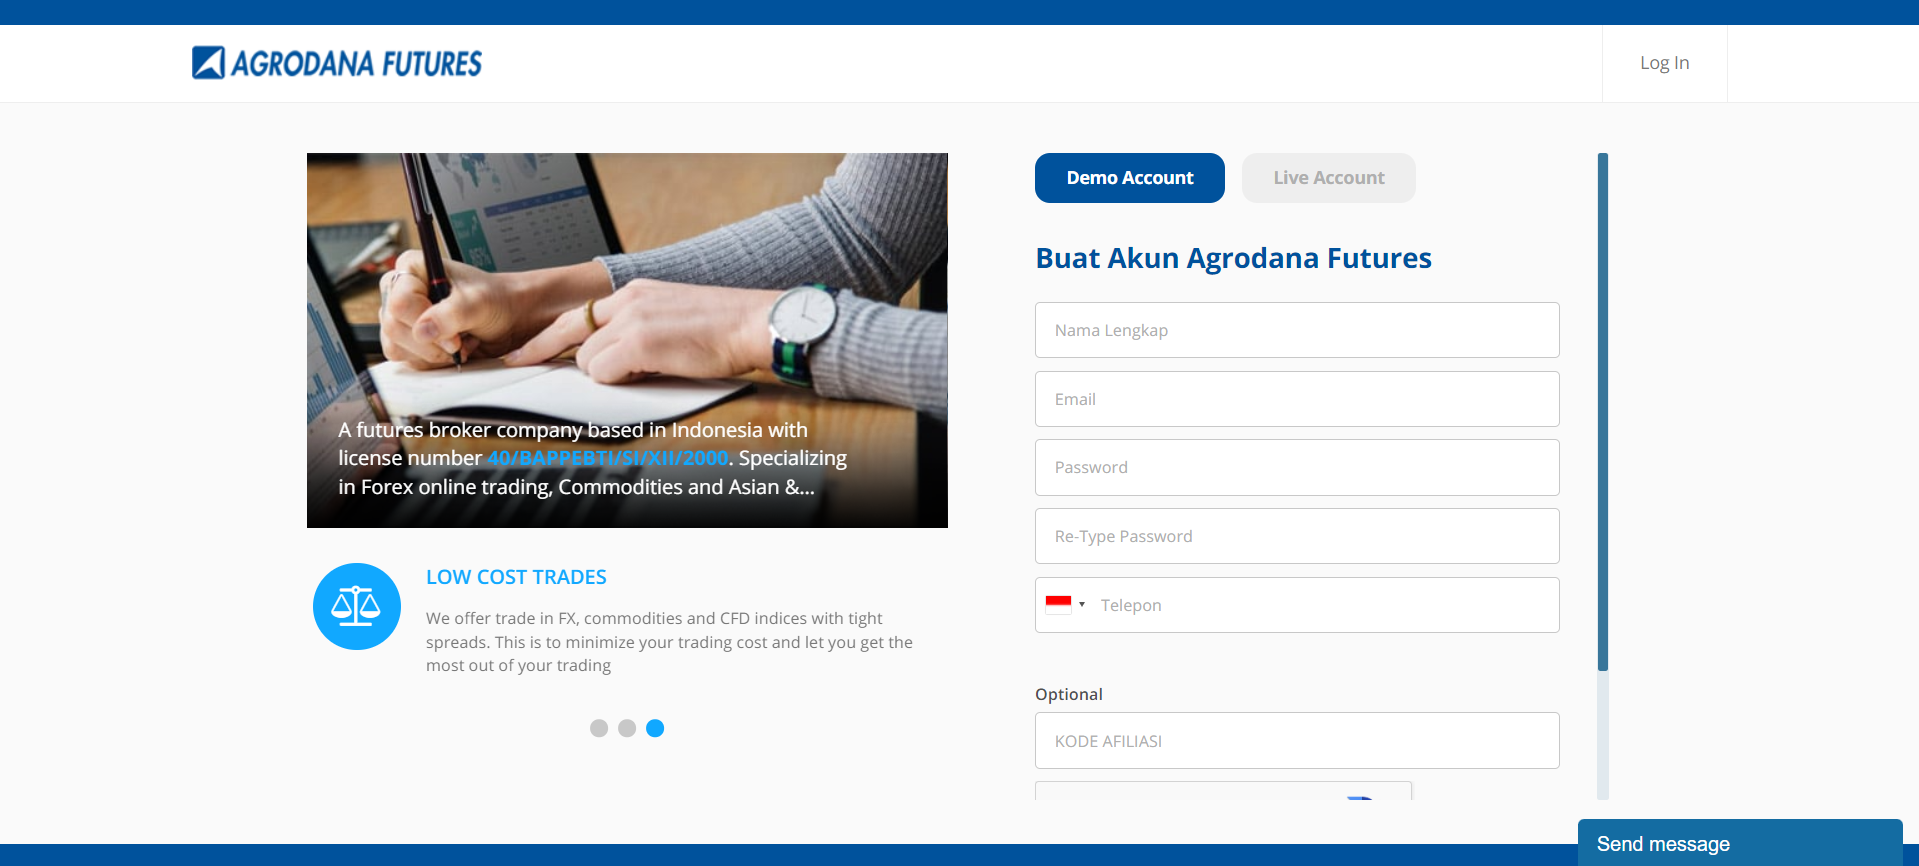 AGRODANA FUTURES
Log In
A futures broker company based in Indonesia with
license number 40/BAPPEBTI/SI/XII/2000. Specializing
in Forex online trading, Commodities and Asian &...
LOW COST TRADES
We offer trade in FX, commodities and CFD indices with tight
spreads. This is to minimize your trading cost and let you get the
most out of your trading
Demo Account
Live Account
Buat Akun Agrodana Futures
Nama Lengkap
Email
Password
Re-Type Password
Telepon
Optional
KODE AFILIASI
Send message